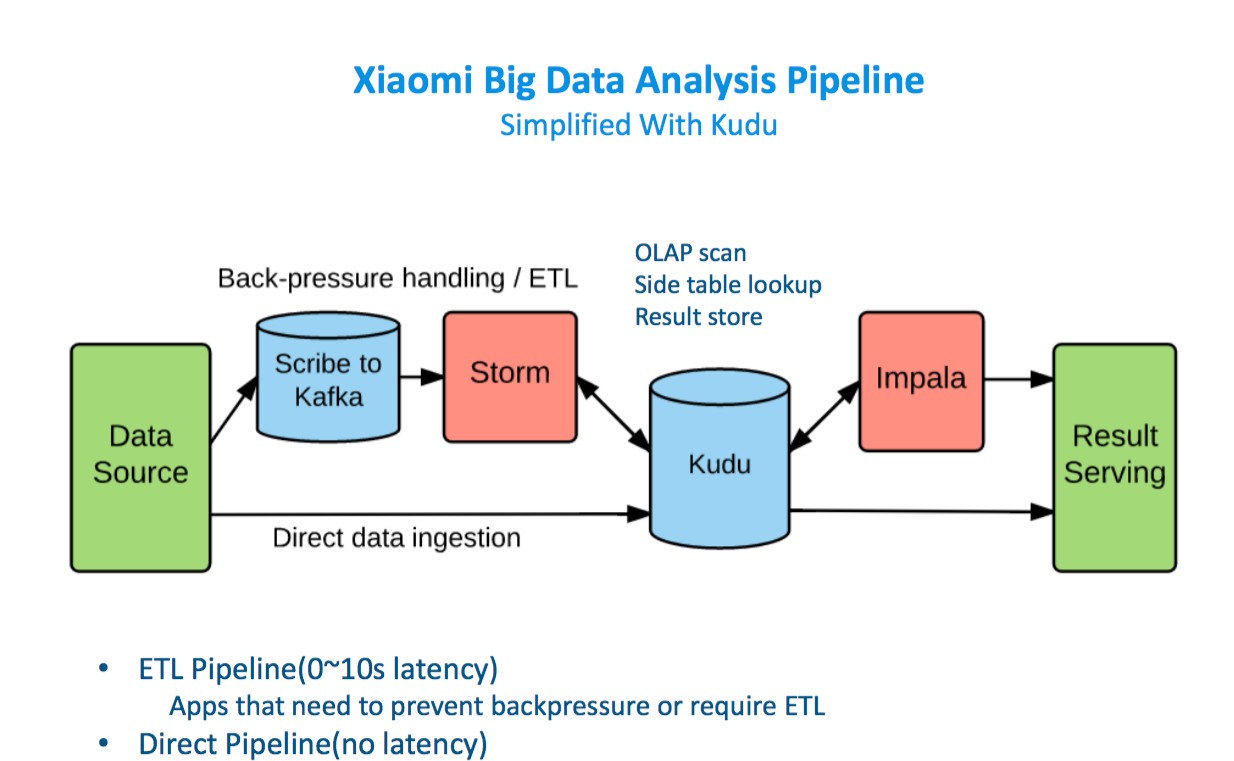 Xiaomi Big Data Analysis Pipeline
Simplified With Kudu
Back-pressure handling / ETL
OLAP scan
Side table lookup
Result store
Data
Source
Scribe to
Kafka
Storm
Kudu
Impala
Result
Serving
Direct data ingestion
• ETL Pipeline(0~10s latency)
Apps that need to prevent backpressure or require ETL
• Direct Pipeline(no latency)